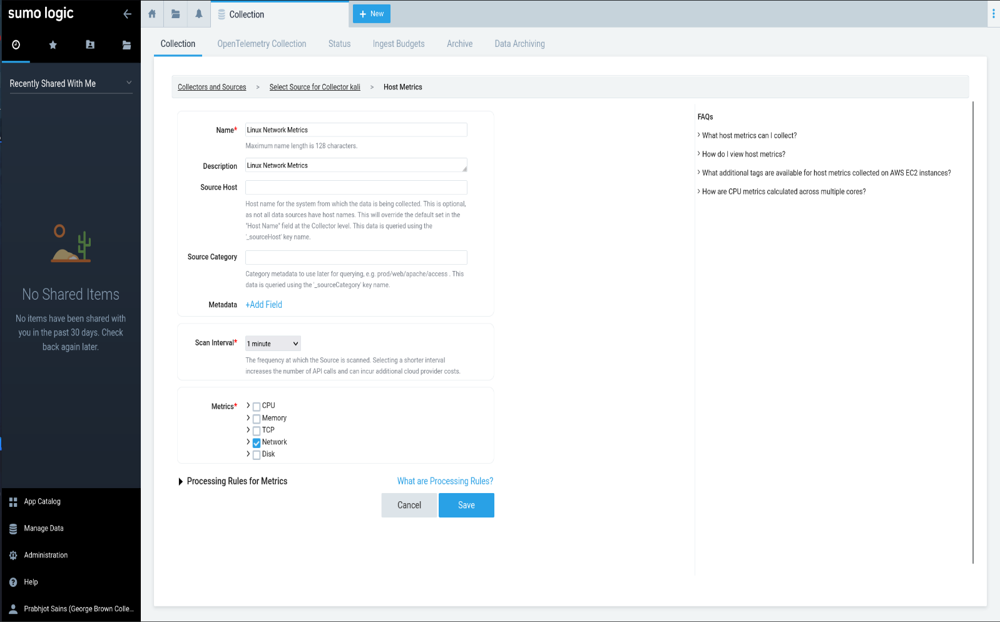 sumo logic
Collection
+ New
Collection
OpenTelemetry Collection
Status
Ingest Budgets
Archive
Data Archiving
Recently Shared With Me
Collectors and Sources > Select Source for Collector kali > Host Metrics
Name* Linux Network Metrics
Maximum name length is 128 characters.
Description Linux Network Metrics
Source Host
Host name for the system from which the data is being collected. This is optional,
as not all data sources have host names. This will override the default set in the
"Host Name" field at the Collector level. This data is queried using the
'_sourceHost' key name.
Source Category
Category metadata to use later for querying, e.g. prod/web/apache/access . This
data is queried using the '_sourceCategory' key name.
Metadata +Add Field
Scan Interval* 1 minute
The frequency at which the Source is scanned. Selecting a shorter interval
increases the number of API calls and can incur additional cloud provider costs.
Metrics* > CPU
> Memory
> TCP
> Network
> Disk
Processing Rules for Metrics
What are Processing Rules?
Cancel
Save
FAQs
> What host metrics can I collect?
> How do I view host metrics?
> What additional tags are available for host metrics collected on AWS EC2 instances?
> How are CPU metrics calculated across multiple cores?
No Shared Items
No items have been shared with
you in the past 30 days. Check
back again later.
App Catalog
Manage Data
Administration
Help
Prabhjot Sains (George Brown Colle...